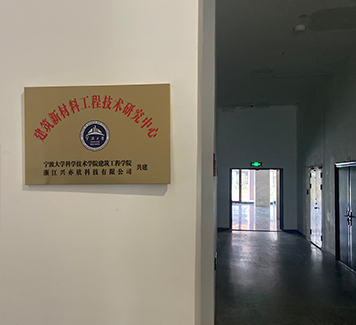 建筑新材料工程技术研究中心
宁波大学科学技术学院建筑工程学院
浙江兴亦欣科技有限公司 共建